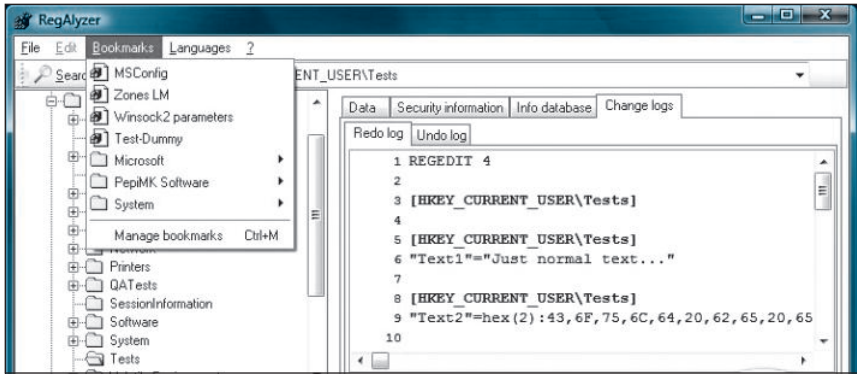 RegAlyzer
File Edit Bookmarks Languages ?
Searc
ENT_USER\Tests
MSConfig
Zones LM
Winsock2 parameters
Test-Dummy
Microsoft
PepiMK Software
System
Manage bookmarks Ctrl+M
Printers
QATests
SessionInformation
Software
System
Tests
Data Security information Info database Change logs
Redo log Undo log
1 REGEDIT 4
2
3 [HKEY_CURRENT_USER\Tests]
4
5 [HKEY_CURRENT_USER\Tests]
6 "Text1"="Just normal text..."
7
8 [HKEY_CURRENT_USER\Tests]
9 "Text2"=hex(2):43,6F,75,6C,64,20,62,65,20,65
10